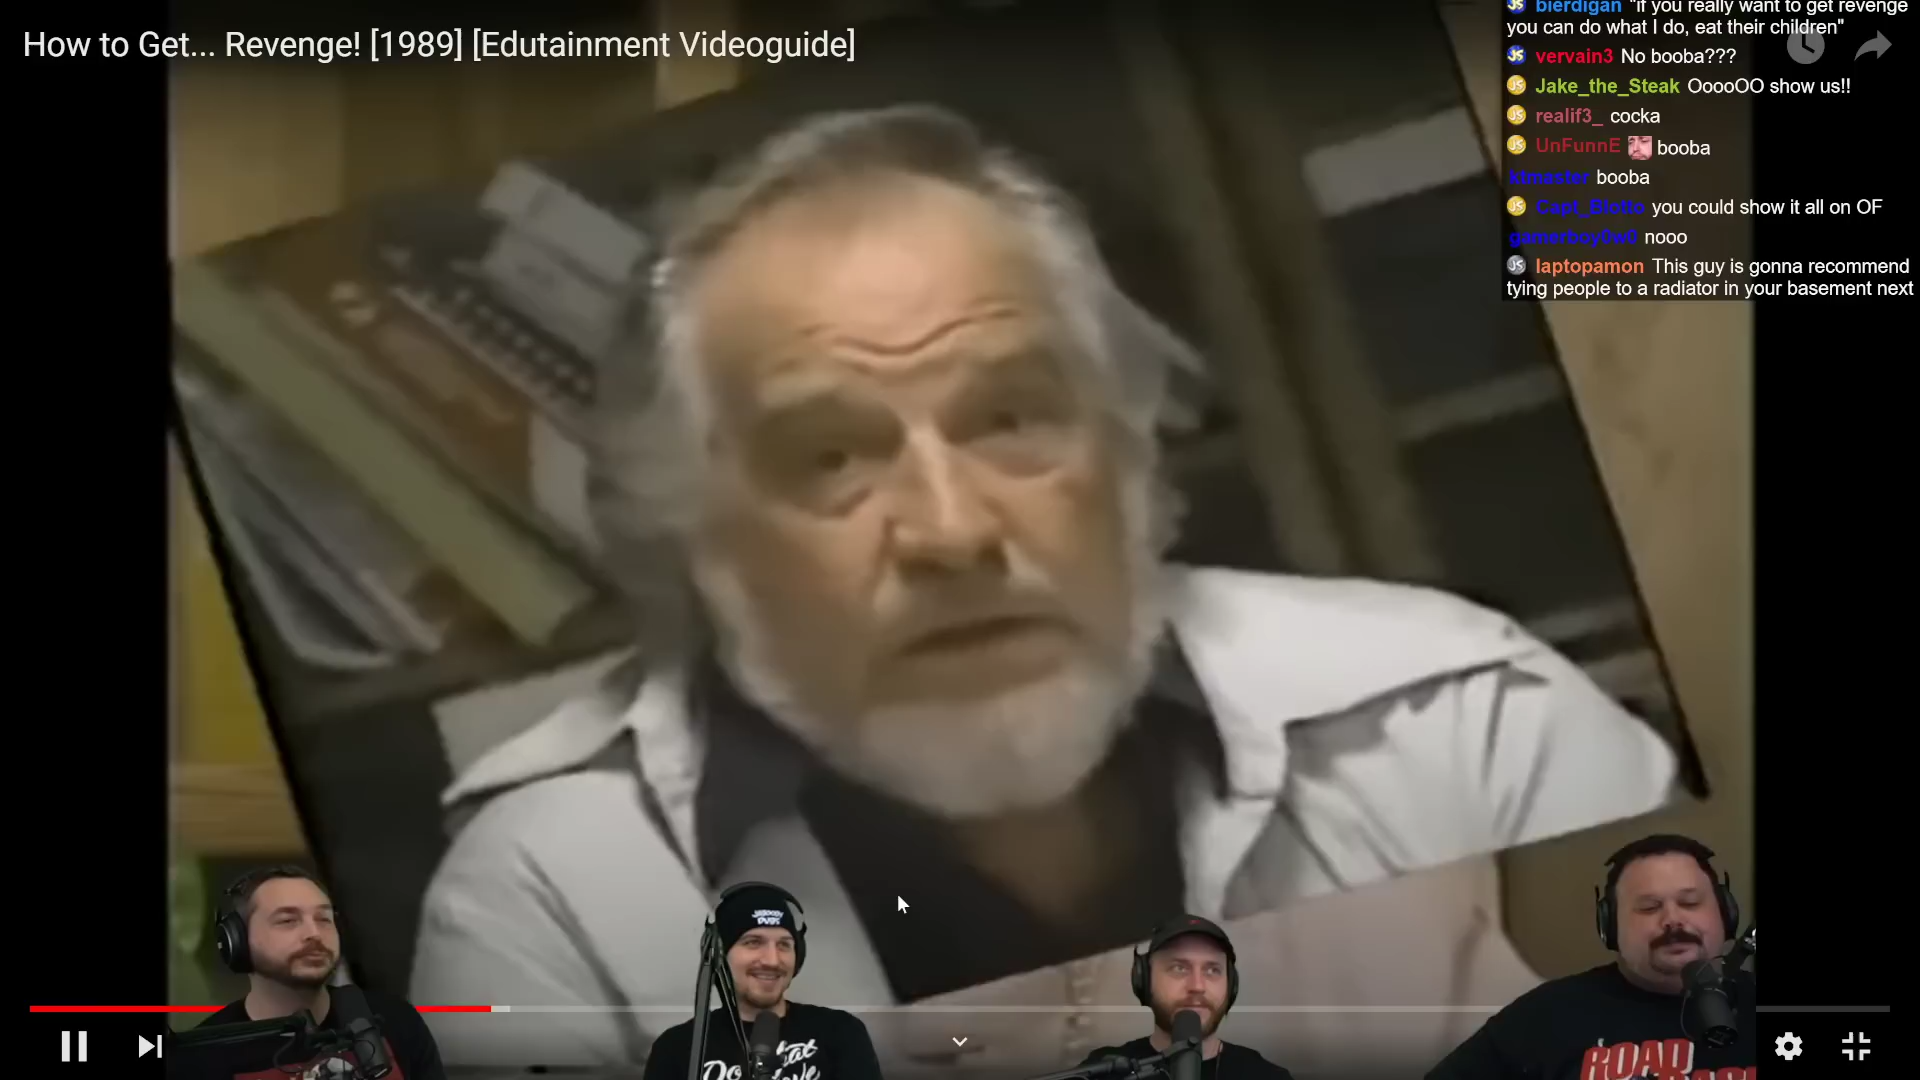 How to Get... Revenge! [1989] [Edutainment Videoguide]
bierdigan "if you really want to get revenge
you can do what I do, eat their children"
vervain3 No booba???
Jake_the_Steak OoooOO show us!!
realif3_ cocka
UnFunnE booba
ktmaster booba
Capt_Blotto you could show it all on OF
gamerboy0w0 nooo
laptopamon This guy is gonna recommend
tying people to a radiator in your basement next
JABOODY
DUBS
ROAD